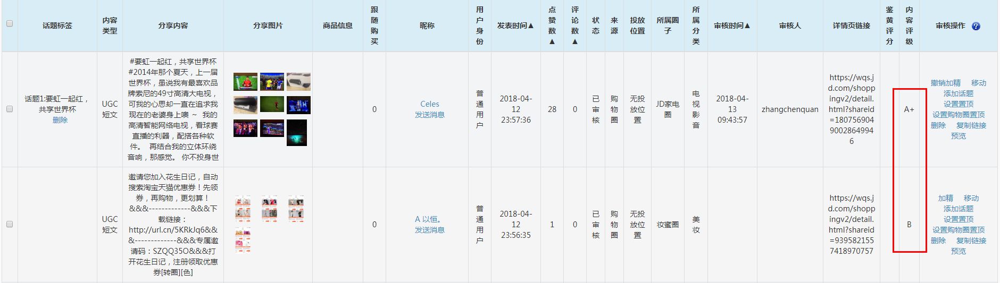 话题标签
内容
类型
分享内容
分享图片
商品信息
跟
随
购
买
昵称
用
户
身
份
发表时间▲
点
赞
数
▲
评
论
数
▲
状
态
来
源
投放
位置
所属圈
子
所
属
分
类
审核时间▲
审核人
详情页链接
鉴
黄
评
分
内
容
评
级
审核操作 ?
话题1:要虹一起红，
共享世界杯
删除
UGC
短文
#要虹一起红，共享世界杯
#2014年那个夏天，上一届
世界杯，虽说我有最喜欢品
牌索尼的49寸高清大电视，
可我的心思却一直在追求我
现在的老婆身上噢 ~ 我的
高清智能网络电视，看球赛
直播的利器，配搭各种软
件。 再结合我的立体环绕
音响，那感觉。 你不投身世
0
Celes
发送消息
普
通
用
户
2018-04-
12
23:57:36
28
0
已
审
核
购
物
圈
无投
放位
置
JD家电
圈
电
视
影
音
2018-04-
13
09:43:57
zhangchenquan
https://wqs.j
d.com/shopp
ingv2/detail.
html?shareid
=180756904
9002864994
6
A+
撤销加精 移动
添加话题
设置置顶
设置购物圈置顶
删除 复制链接
预览
UGC
短文
邀请您加入花生日记，自动
搜索淘宝天猫优惠券！先领
券，再购物，更划算！
&&&-------------&&&下
载链接：
http://url.cn/5KRkJq6&&
&-------------&&&专属邀
请码：SZQQ35O&&&打
开花生日记，注册领取优惠
券[转圈][色]
0
A 以恒。
发送消息
普
通
用
户
2018-04-
12
23:56:35
1
0
已
审
核
购
物
圈
无投
放位
置
妆蜜圈
美
妆
https://wqs.j
d.com/shopp
ingv2/detail.
html?shareid
=939582155
7418970757
B
加精 移动
添加话题
设置置顶
设置购物圈置顶
删除 复制链接
预览